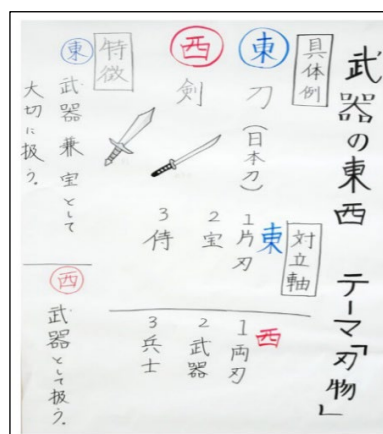 武器の東西 テーマ「刃物」
具体例
東 刀(日本刀)
西 剣
対立軸
東
1片刃
2宝
3侍
西
1両刃
2武器
3兵士
特徴
東 武器兼宝として
大切に扱う。
西 武器として扱う。